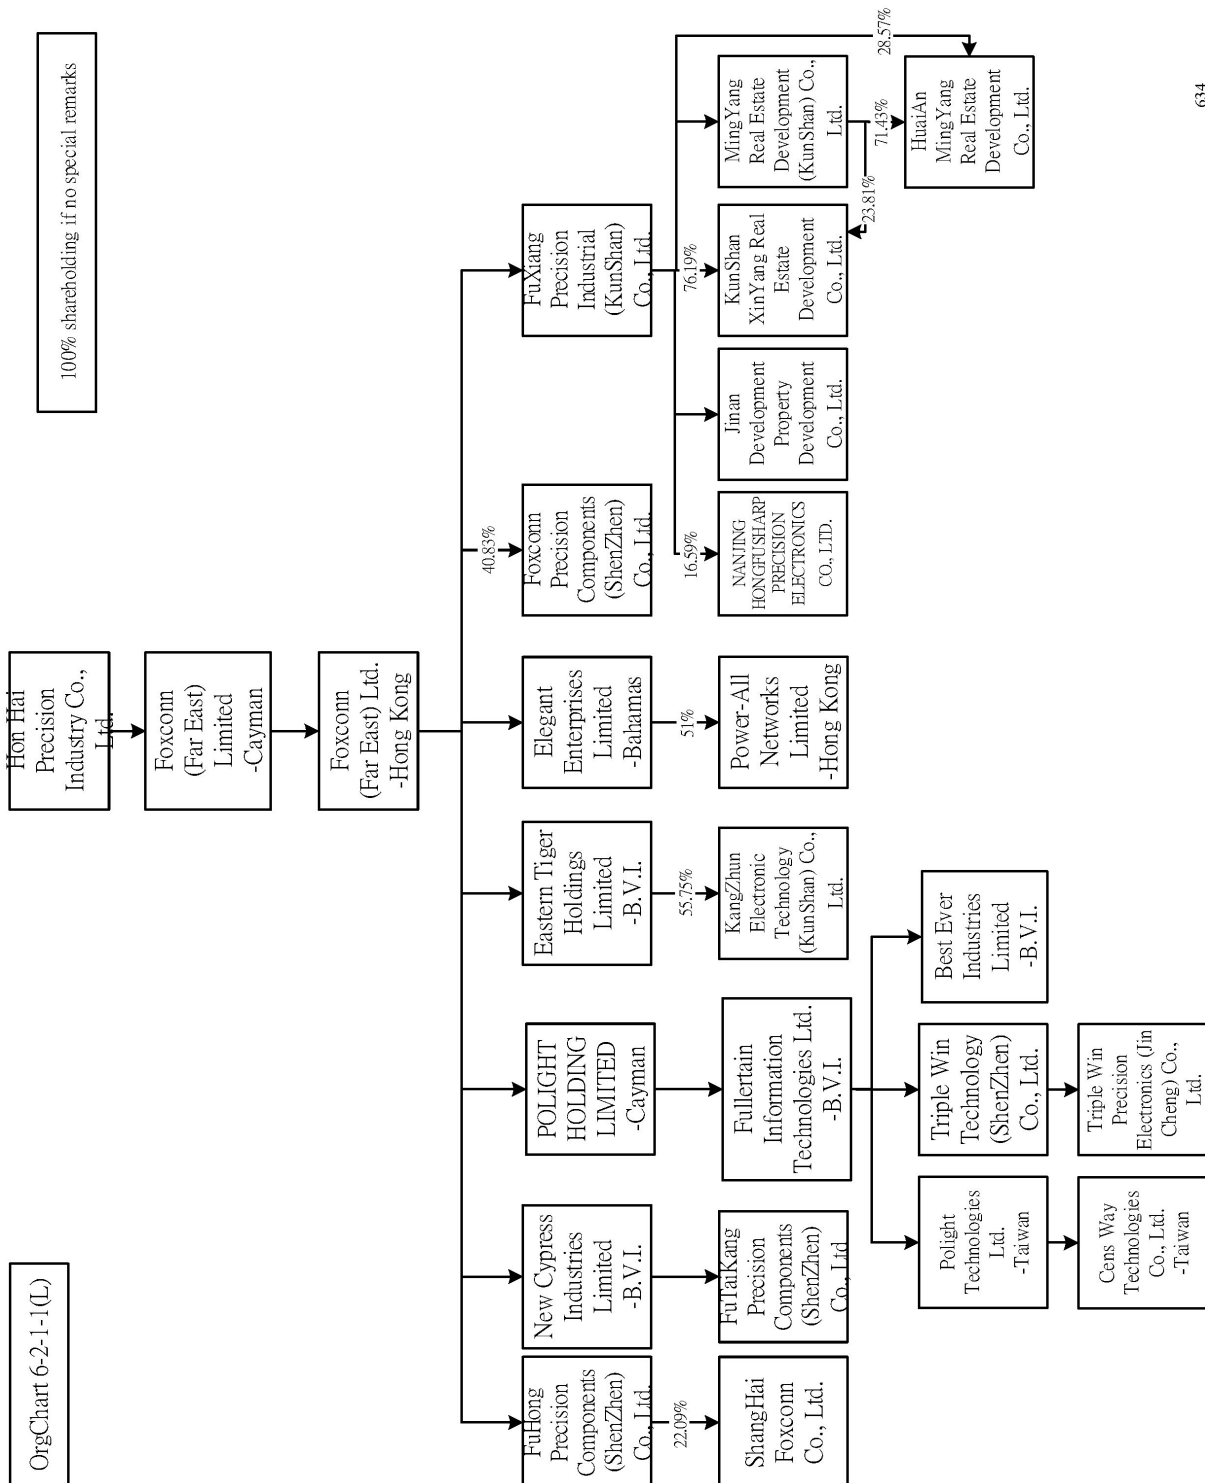 OrgChart 6-2-1-1(L)
100% shareholding if no special remarks
Hon Hai
Precision
Industry Co.,
Ltd.
Foxconn
(Far East)
Limited
-Cayman
Foxconn
(Far East) Ltd.
-Hong Kong
40.83%
FuHong
Precision
Components
(ShenZhen)
Co., Ltd.
New Cypress
Industries
Limited
-B.V.I.
POLIGHT
HOLDING
LIMITED
-Cayman
Eastern Tiger
Holdings
Limited
-B.V.I.
Elegant
Enterprises
Limited
-Bahamas
Foxconn
Precision
Components
(ShenZhen)
Co., Ltd.
FuXiang
Precision
Industrial
(KunShan)
Co., Ltd.
22.09%
55.75%
51%
16.59%
76.19%
28.57%
ShangHai
Foxconn
Co., Ltd.
FuTaiKang
Precision
Components
(ShenZhen)
Co., Ltd
Fullertain
Information
Technologies Ltd.
-B.V.I.
KangZhun
Electronic
Technology
(KunShan) Co.,
Ltd.
Power-All
Networks
Limited
-Hong Kong
NANJING
HONGFUSHARP
PRECISION
ELECTRONICS
CO., LTD.
Jinan
Development
Property
Development
Co., Ltd.
KunShan
XinYang Real
Estate
Development
Co., Ltd.
MingYang
Real Estate
Development
(KunShan) Co.,
Ltd.
23.81%
71.43%
Polight
Technologies
Ltd.
-Taiwan
Triple Win
Technology
(ShenZhen)
Co., Ltd.
Best Ever
Industries
Limited
-B.V.I.
HuaiAn
MingYang
Real Estate
Development
Co., Ltd.
Cens Way
Technologies
Co., Ltd.
-Taiwan
Triple Win
Precision
Electronics (Jin
Cheng) Co.,
Ltd.
634